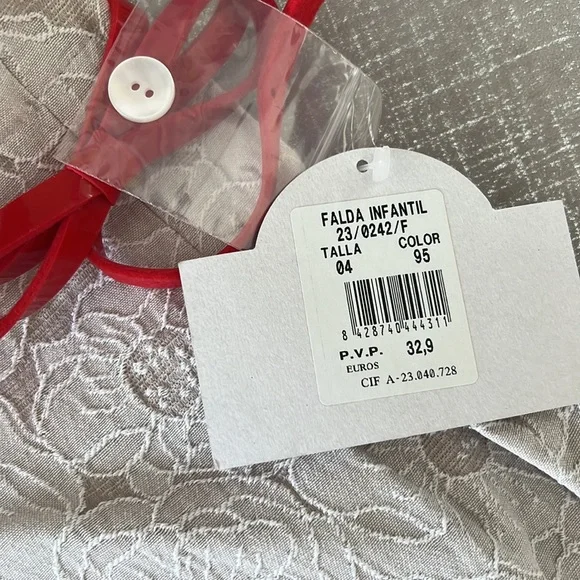 FALDA INFANTIL
23/0242/F
TALLA COLOR
04 95
8 428740 444311
P.V.P. 32,9
EUROS
CIF A-23.040.728